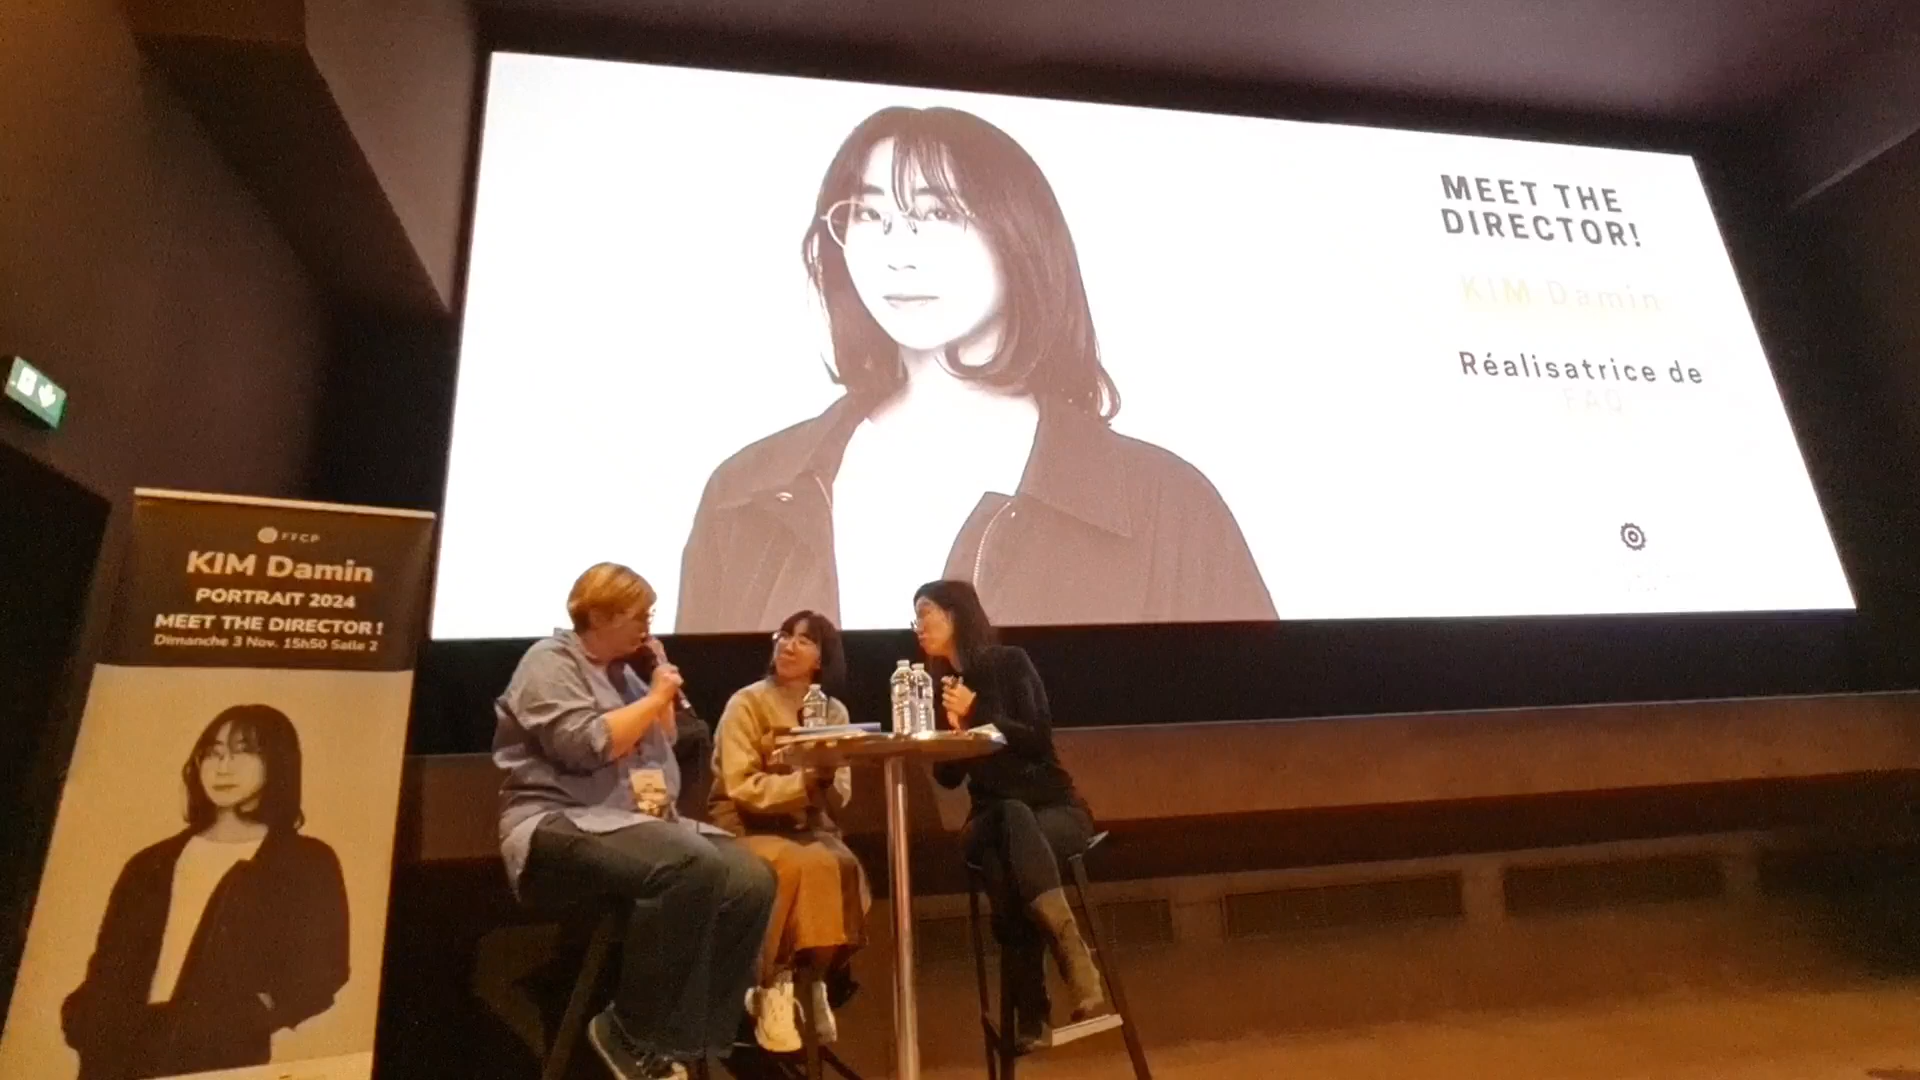 MEET THE
DIRECTOR!
KIM Damin
Réalisatrice de
FAQ
FFCP
KIM Damin
PORTRAIT 2024
MEET THE DIRECTOR !
Dimanche 3 Nov. 15h50 Salle 2